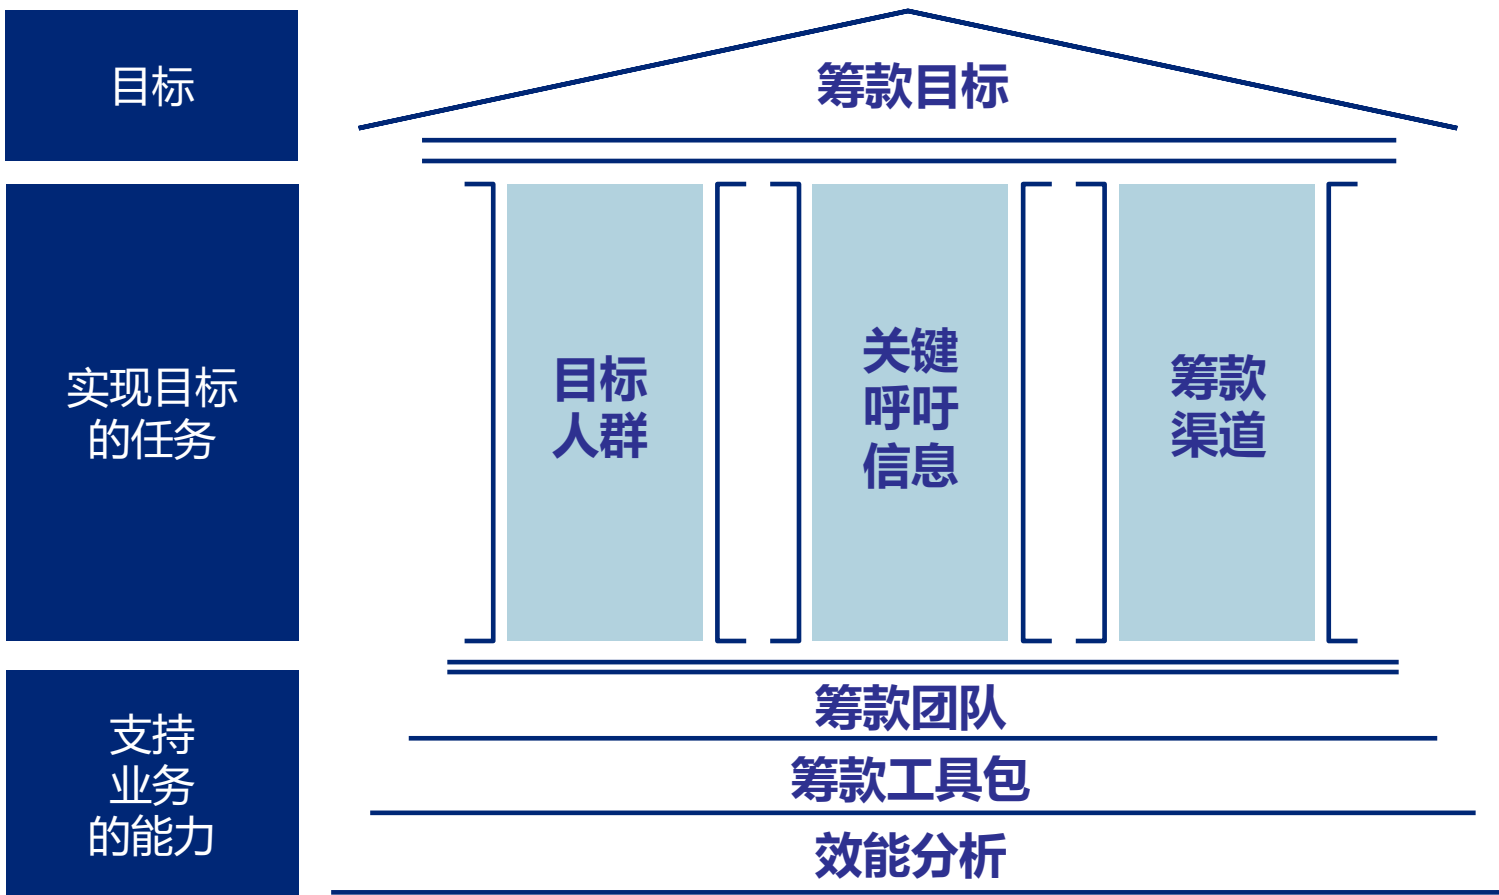 目标
筹款目标
实现目标
的任务
目标
人群
关键
呼吁
信息
筹款
渠道
支持
业务
的能力
筹款团队
筹款工具包
效能分析